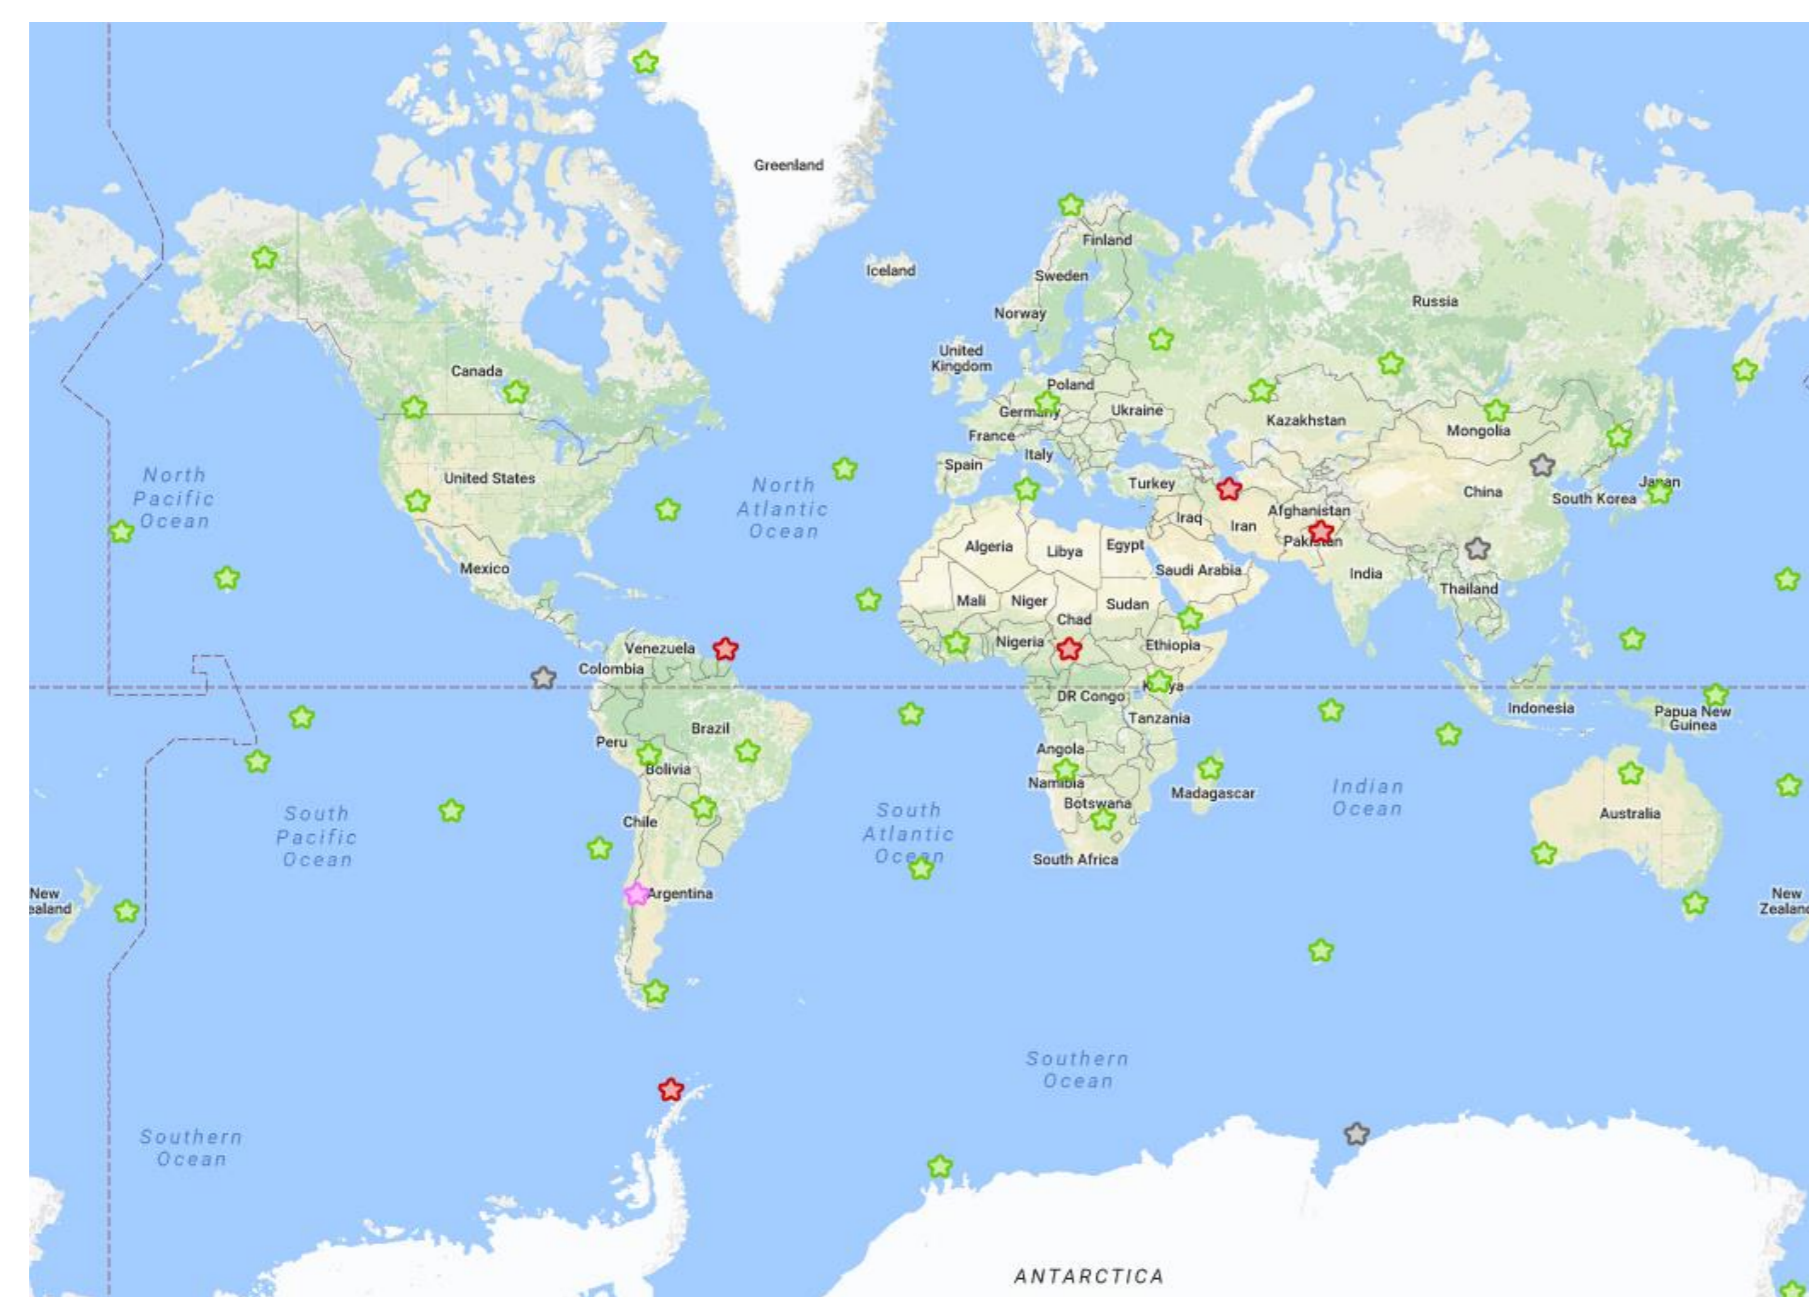 Greenland
Iceland
Finland
Sweden
Norway
Russia
United
Kingdom
Canada
Poland
Germany
Ukraine
France
Kazakhstan
Mongolia
Italy
Spain
United States
Turkey
China
Japan
South Korea
North
Pacific
Ocean
North
Atlantic
Ocean
Iraq
Iran
Afghanistan
Pakistan
Algeria
Libya
Egypt
Saudi Arabia
India
Mexico
Thailand
Mali
Niger
Sudan
Chad
Nigeria
Ethiopia
Venezuela
Colombia
Kenya
DR Congo
Tanzania
Indonesia
Papua New
Guinea
Brazil
Peru
Bolivia
Angola
Namibia
Botswana
Madagascar
Indian
Ocean
Australia
South
Pacific
Ocean
Chile
South
Atlantic
Ocean
South Africa
Argentina
New
ealand
New
Zealand
Southern
Ocean
Southern
Ocean
ANTARCTICA